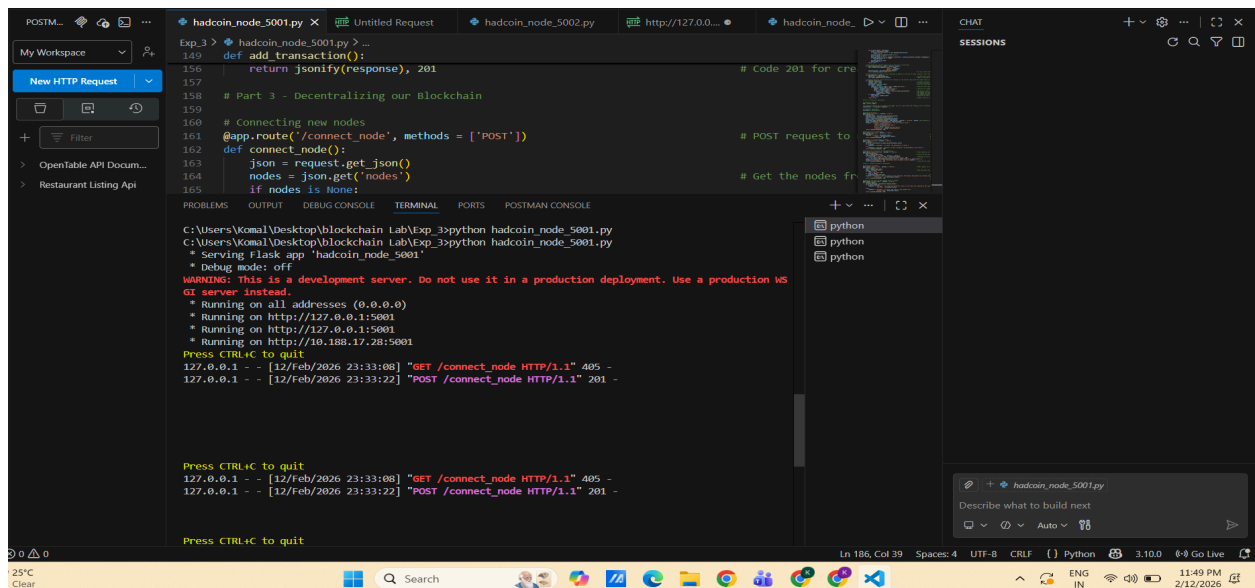 POSTM... ... hadcoin_node_5001.py Untitled Request hadcoin_node_5002.py http://127.0.0.... hadcoin_node_ ... CHAT
My Workspace
New HTTP Request
Filter
OpenTable API Docum...
Restaurant Listing Api
Exp_3 > hadcoin_node_5001.py > ...
149 def add_transaction():
156 return jsonify(response), 201 # Code 201 for cre
157
158 # Part 3 - Decentralizing our Blockchain
159
160 # Connecting new nodes
161 @app.route('/connect_node', methods = ['POST']) # POST request to
162 def connect_node():
163 json = request.get_json()
164 nodes = json.get('nodes') # Get the nodes fr
165 if nodes is None:
PROBLEMS OUTPUT DEBUG CONSOLE TERMINAL PORTS POSTMAN CONSOLE
C:\Users\Komal\Desktop\blockchain Lab\Exp_3>python hadcoin_node_5001.py
C:\Users\Komal\Desktop\blockchain Lab\Exp_3>python hadcoin_node_5001.py
* Serving Flask app 'hadcoin_node_5001'
* Debug mode: off
WARNING: This is a development server. Do not use it in a production deployment. Use a production WS
GI server instead.
* Running on all addresses (0.0.0.0)
* Running on http://127.0.0.1:5001
* Running on http://127.0.0.1:5001
* Running on http://10.188.17.28:5001
Press CTRL+C to quit
127.0.0.1 - - [12/Feb/2026 23:33:08] "GET /connect_node HTTP/1.1" 405 -
127.0.0.1 - - [12/Feb/2026 23:33:22] "POST /connect_node HTTP/1.1" 201 -
Press CTRL+C to quit
127.0.0.1 - - [12/Feb/2026 23:33:08] "GET /connect_node HTTP/1.1" 405 -
127.0.0.1 - - [12/Feb/2026 23:33:22] "POST /connect_node HTTP/1.1" 201 -
Press CTRL+C to quit
python
python
python
SESSIONS
hadcoin_node_5001.py
Describe what to build next
Auto
0 0 Ln 186, Col 39 Spaces: 4 UTF-8 CRLF {} Python 3.10.0 Go Live
25°C
Clear
Search
ENG
IN
11:49 PM
2/12/2026